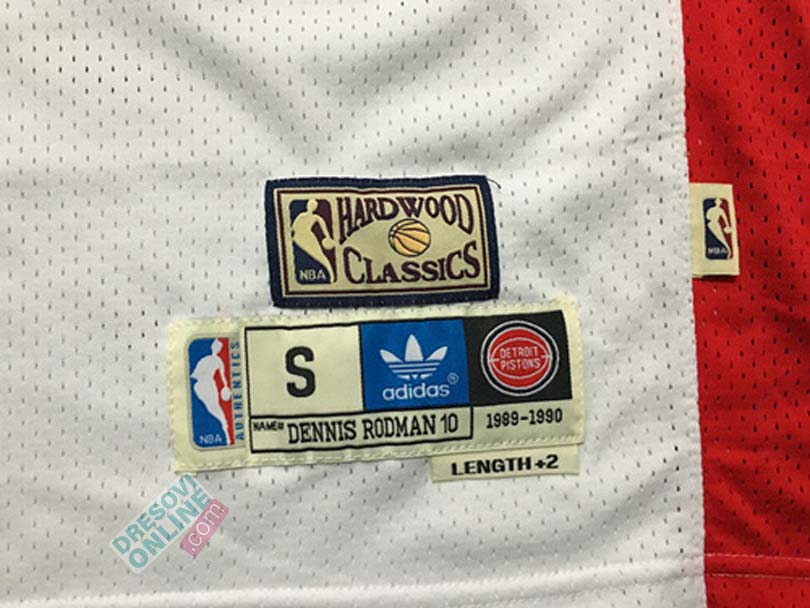 HARDWOOD
NBA
CLASSICS
NBA
NBA
AUTHENTICS
S
adidas®
DETROIT
PISTONS
NAME# DENNIS RODMAN 10
1989-1990
LENGTH +2
DRESOVI
ONLINE.com